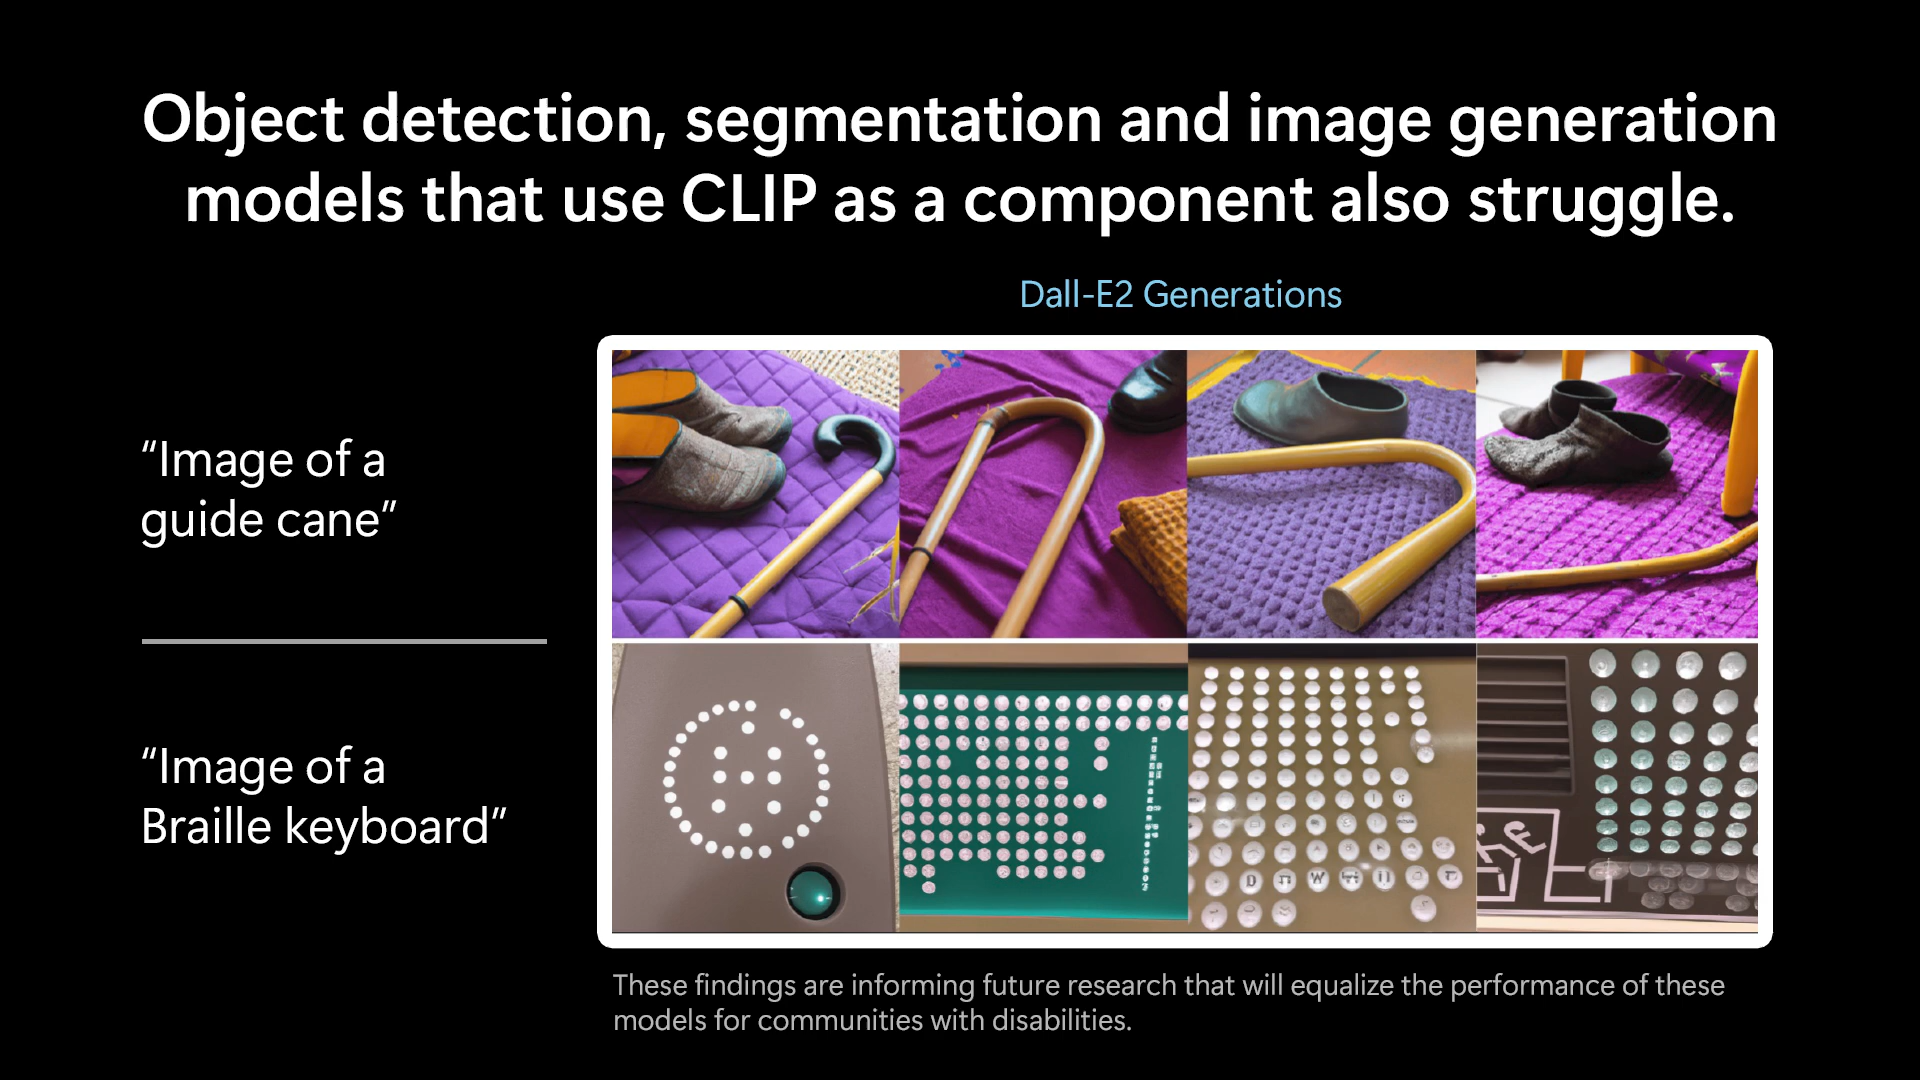 Object detection, segmentation and image generation
models that use CLIP as a component also struggle.
Dall-E2 Generations
“Image of a
guide cane”
“Image of a
Braille keyboard”
These findings are informing future research that will equalize the performance of these
models for communities with disabilities.